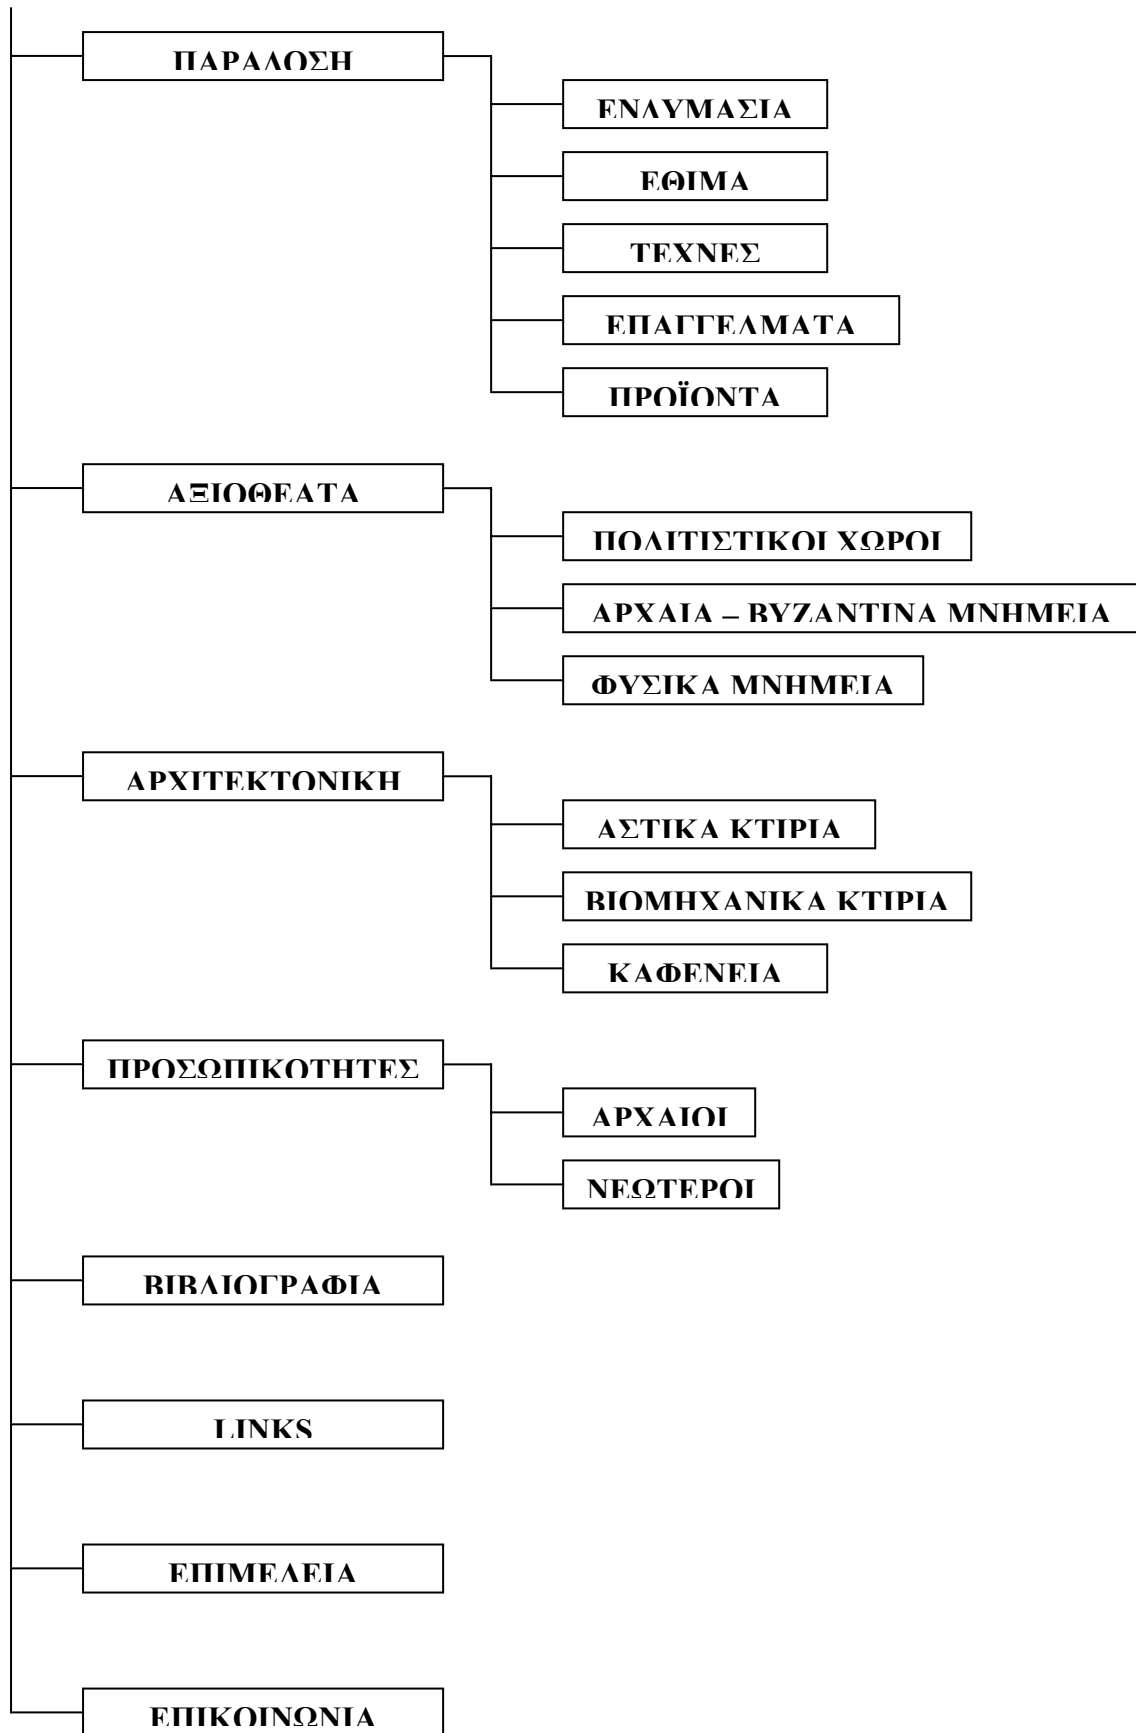 ΠΑΡΑΔΟΣΗ
ΕΝΔΥΜΑΣΙΑ
ΕΘΙΜΑ
ΤΕΧΝΕΣ
ΕΠΑΓΓΕΛΜΑΤΑ
ΠΡΟΪΟΝΤΑ
ΑΞΙΟΘΕΑΤΑ
ΠΟΛΙΤΙΣΤΙΚΟΙ ΧΩΡΟΙ
ΑΡΧΑΙΑ – ΒΥΖΑΝΤΙΝΑ ΜΝΗΜΕΙΑ
ΦΥΣΙΚΑ ΜΝΗΜΕΙΑ
ΑΡΧΙΤΕΚΤΟΝΙΚΗ
ΑΣΤΙΚΑ ΚΤΙΡΙΑ
ΒΙΟΜΗΧΑΝΙΚΑ ΚΤΙΡΙΑ
ΚΑΦΕΝΕΙΑ
ΠΡΟΣΩΠΙΚΟΤΗΤΕΣ
ΑΡΧΑΙΟΙ
ΝΕΩΤΕΡΟΙ
ΒΙΒΛΙΟΓΡΑΦΙΑ
LINKS
ΕΠΙΜΕΛΕΙΑ
ΕΠΙΚΟΙΝΩΝΙΑ